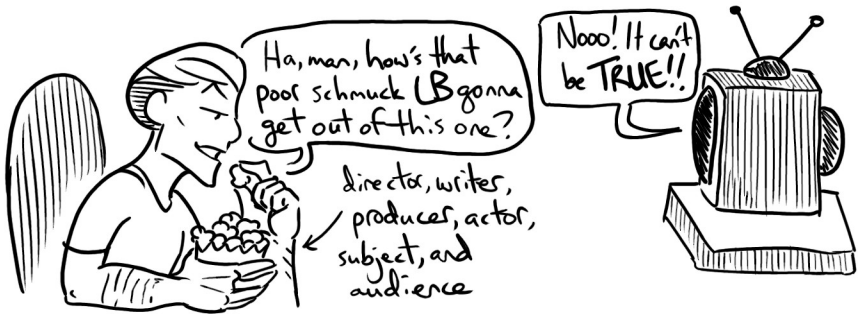 Ha, man, how's that
poor schmuck LB gonna
get out of this one?
Nooo! It can't
be TRUE!!
director, writer,
producer, actor,
subject, and
audience